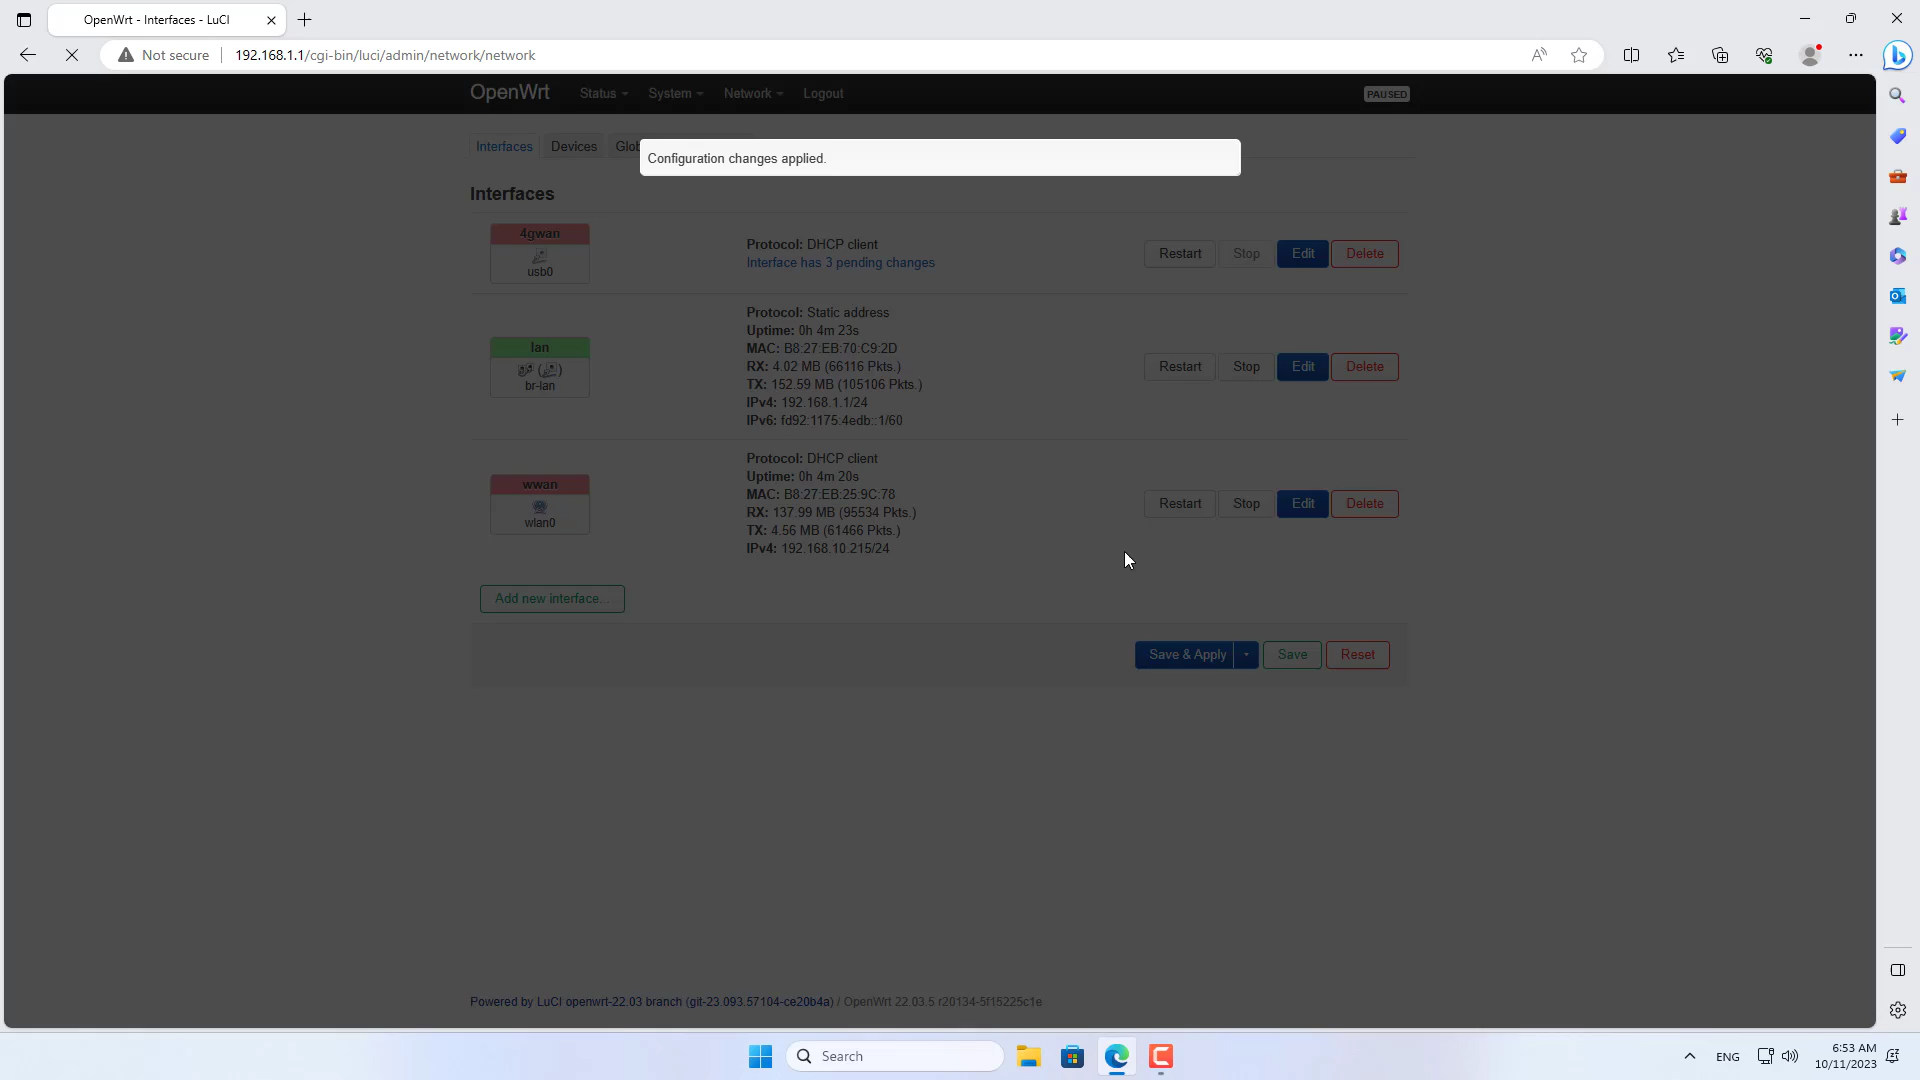 OpenWrt - Interfaces - LuCI
Not secure
192.168.1.1/cgi-bin/luci/admin/network/network
OpenWrt Status System Network Logout PAUSED
Interfaces Devices Glob
Configuration changes applied.
Interfaces
4gwan
usb0
Protocol: DHCP client
Interface has 3 pending changes
Restart Stop Edit Delete
lan
br-lan
Protocol: Static address
Uptime: 0h 4m 23s
MAC: B8:27:EB:70:C9:2D
RX: 4.02 MB (66116 Pkts.)
TX: 152.59 MB (105106 Pkts.)
IPv4: 192.168.1.1/24
IPv6: fd92:1175:4edb::1/60
Restart Stop Edit Delete
wwan
wlan0
Protocol: DHCP client
Uptime: 0h 4m 20s
MAC: B8:27:EB:25:9C:78
RX: 137.99 MB (95534 Pkts.)
TX: 4.56 MB (61466 Pkts.)
IPv4: 192.168.10.215/24
Restart Stop Edit Delete
Add new interface...
Save & Apply Save Reset
Powered by LuCI openwrt-22.03 branch (git-23.093.57104-ce20b4a) / OpenWrt 22.03.5 r20134-5f15225c1e
Search
ENG
6:53 AM
10/11/2023